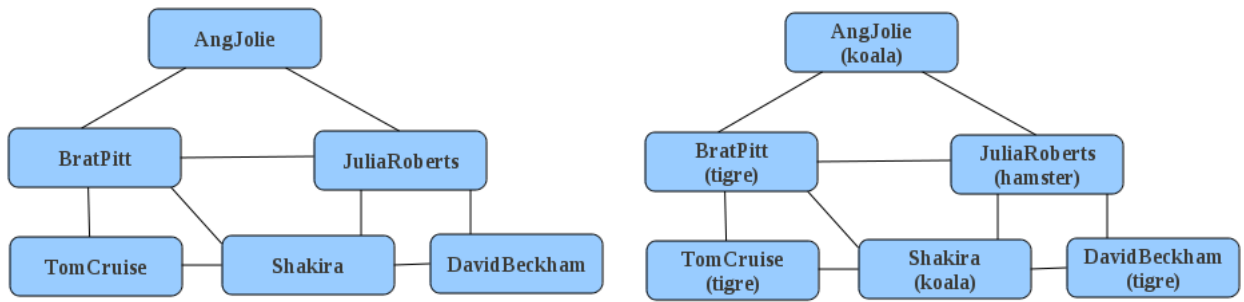 AngJolie
BratPitt
JuliaRoberts
TomCruise
Shakira
DavidBeckham
AngJolie
(koala)
BratPitt
(tigre)
JuliaRoberts
(hamster)
TomCruise
(tigre)
Shakira
(koala)
DavidBeckham
(tigre)